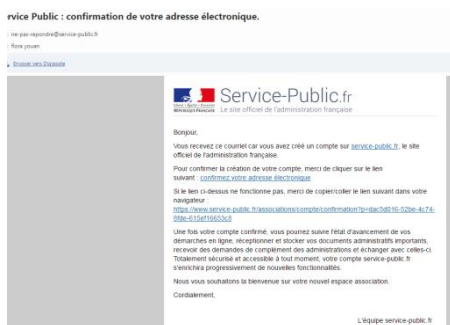 rvice Public : confirmation de votre adresse électronique.
: ne-pas-repondre@service-public.fr
: flora youan
Envoyer vers Digiposte
Service-Public.fr
Le site officiel de l'administration française
RÉPUBLIQUE FRANÇAISE
Bonjour,
Vous recevez ce courriel car vous avez créé un compte sur service-public.fr, le site
officiel de l'administration française.
Pour confirmer la création de votre compte, merci de cliquer sur le lien
suivant : confirmez votre adresse électronique
Si le lien ci-dessus ne fonctionne pas, merci de copier/coller le lien suivant dans votre
navigateur :
https://www.service-public.fr/associations/compte/confirmation?p=dac5d016-52be-4c74-
8fde-615ef16653c8
Une fois votre compte confirmé, vous pourrez suivre l'état d'avancement de vos
démarches en ligne, réceptionner et stocker vos documents administratifs importants,
recevoir des demandes de complément des administrations et échanger avec celles-ci.
Totalement sécurisé et accessible à tout moment, votre compte service-public.fr
s'enrichira progressivement de nouvelles fonctionnalités.
Nous vous souhaitons la bienvenue sur votre nouvel espace association.
Cordialement,
L'équipe service-public.fr